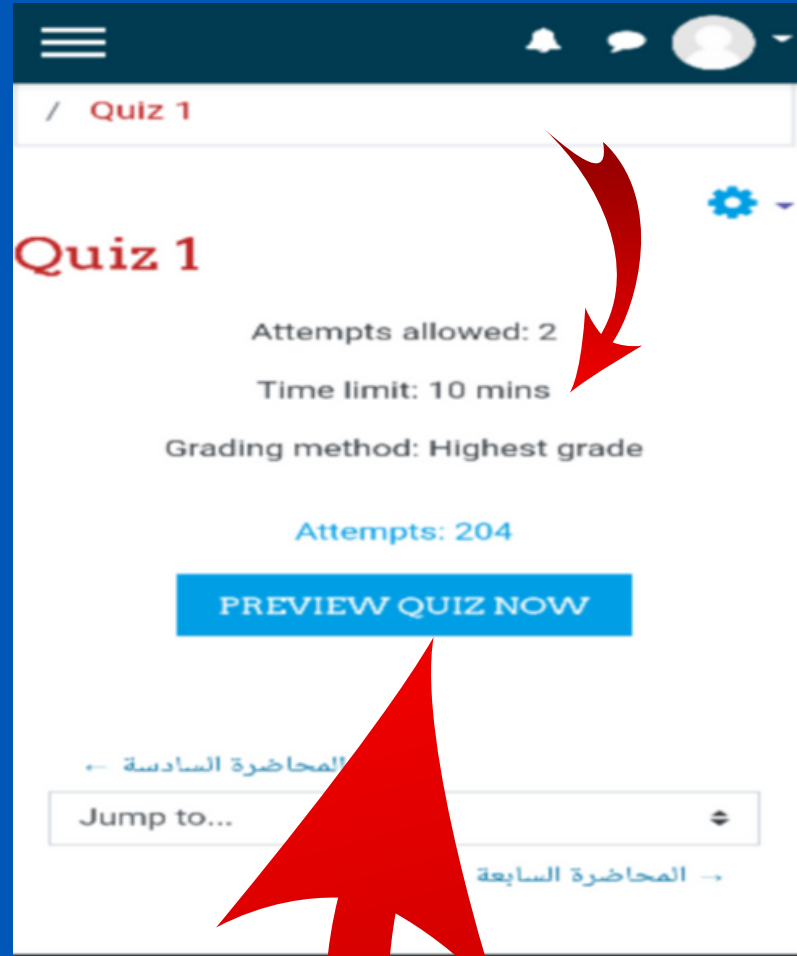 / Quiz 1
Quiz 1
Attempts allowed: 2
Time limit: 10 mins
Grading method: Highest grade
Attempts: 204
PREVIEW QUIZ NOW
← المحاضرة السادسة
Jump to...
المحاضرة السابعة →